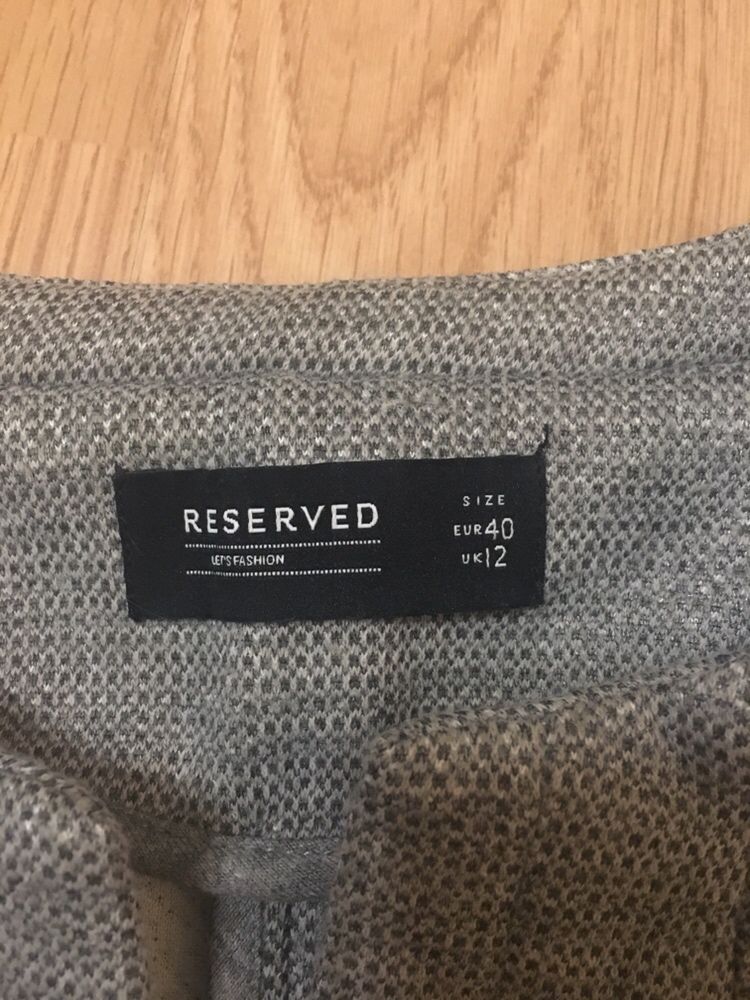 RESERVED
LET'S FASHION
SIZE
EUR 40
UK 12